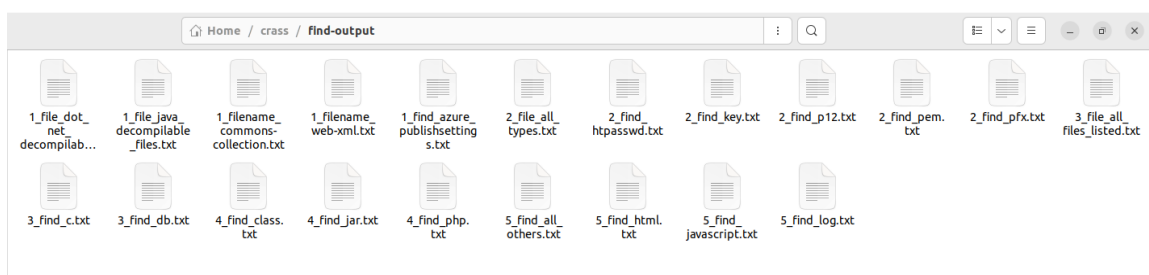 Home / crass / find-output
1_file_dot_
net_
decompilab...
1_file_java_
decompilable
_files.txt
1_filename_
commons-
collection.txt
1_filename_
web-xml.txt
1_find_azure_
publishsetting
s.txt
2_file_all_
types.txt
2_find_
htpasswd.txt
2_find_key.txt
2_find_p12.txt
2_find_pem.
txt
2_find_pfx.txt
3_file_all_
files_listed.txt
3_find_c.txt
3_find_db.txt
4_find_class.
txt
4_find_jar.txt
4_find_php.
txt
5_find_all_
others.txt
5_find_html.
txt
5_find_
javascript.txt
5_find_log.txt